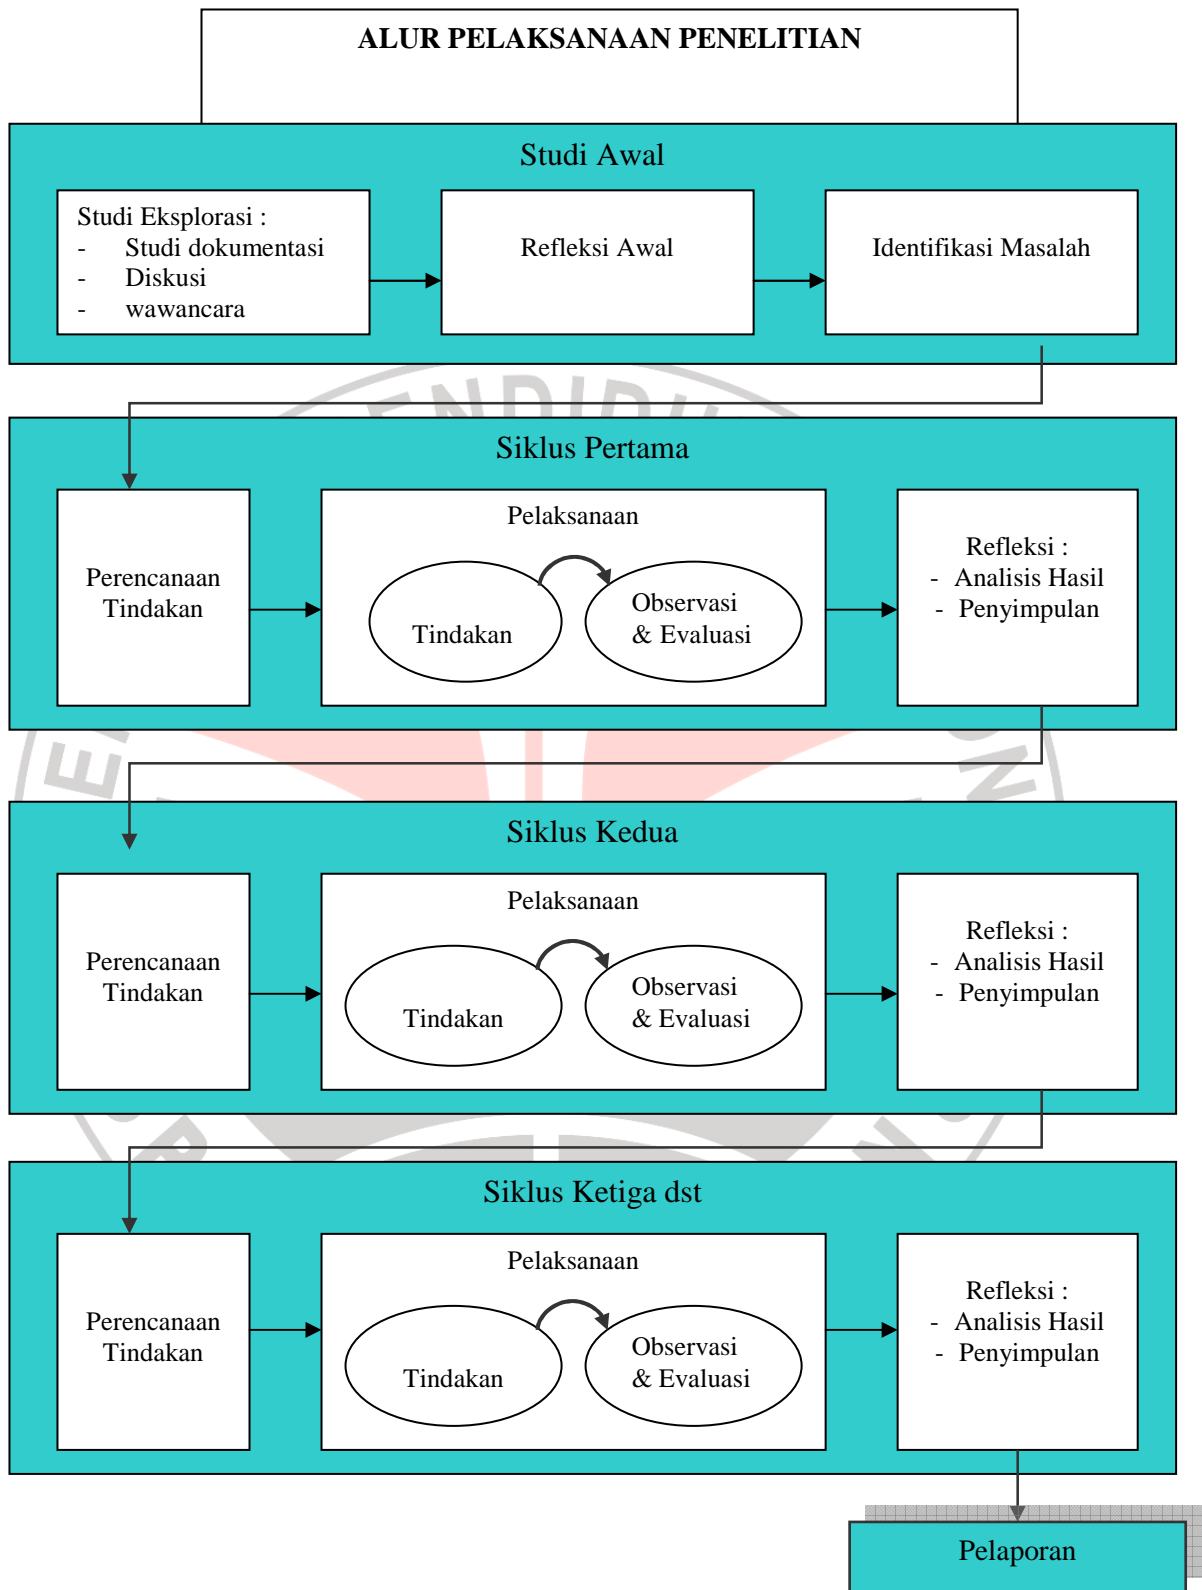 ALUR PELAKSANAAN PENELITIAN
Studi Awal
Studi Eksplorasi :
- Studi dokumentasi
- Diskusi
- wawancara
Refleksi Awal
Identifikasi Masalah
Siklus Pertama
Perencanaan
Tindakan
Pelaksanaan
Tindakan
Observasi
& Evaluasi
Refleksi :
- Analisis Hasil
- Penyimpulan
Siklus Kedua
Perencanaan
Tindakan
Pelaksanaan
Tindakan
Observasi
& Evaluasi
Refleksi :
- Analisis Hasil
- Penyimpulan
Siklus Ketiga dst
Perencanaan
Tindakan
Pelaksanaan
Tindakan
Observasi
& Evaluasi
Refleksi :
- Analisis Hasil
- Penyimpulan
Pelaporan